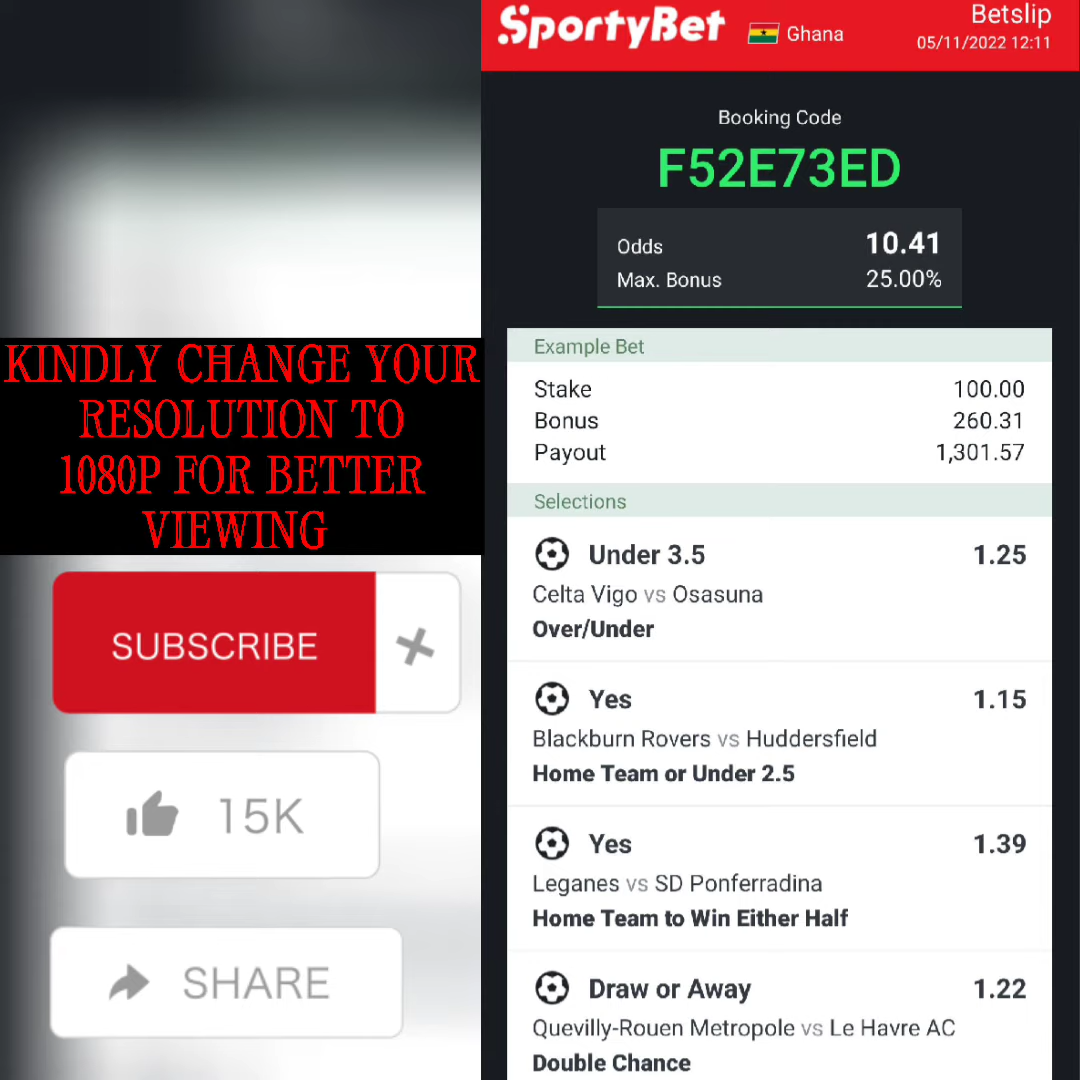 KINDLY CHANGE YOUR
RESOLUTION TO
1080P FOR BETTER
VIEWING
SUBSCRIBE
15K
SHARE
SportyBet Ghana Betslip
05/11/2022 12:11
Booking Code
F52E73ED
Odds 10.41
Max. Bonus 25.00%
Example Bet
Stake 100.00
Bonus 260.31
Payout 1,301.57
Selections
Under 3.5 1.25
Celta Vigo vs Osasuna
Over/Under
Yes 1.15
Blackburn Rovers vs Huddersfield
Home Team or Under 2.5
Yes 1.39
Leganes vs SD Ponferradina
Home Team to Win Either Half
Draw or Away 1.22
Quevilly-Rouen Metropole vs Le Havre AC
Double Chance